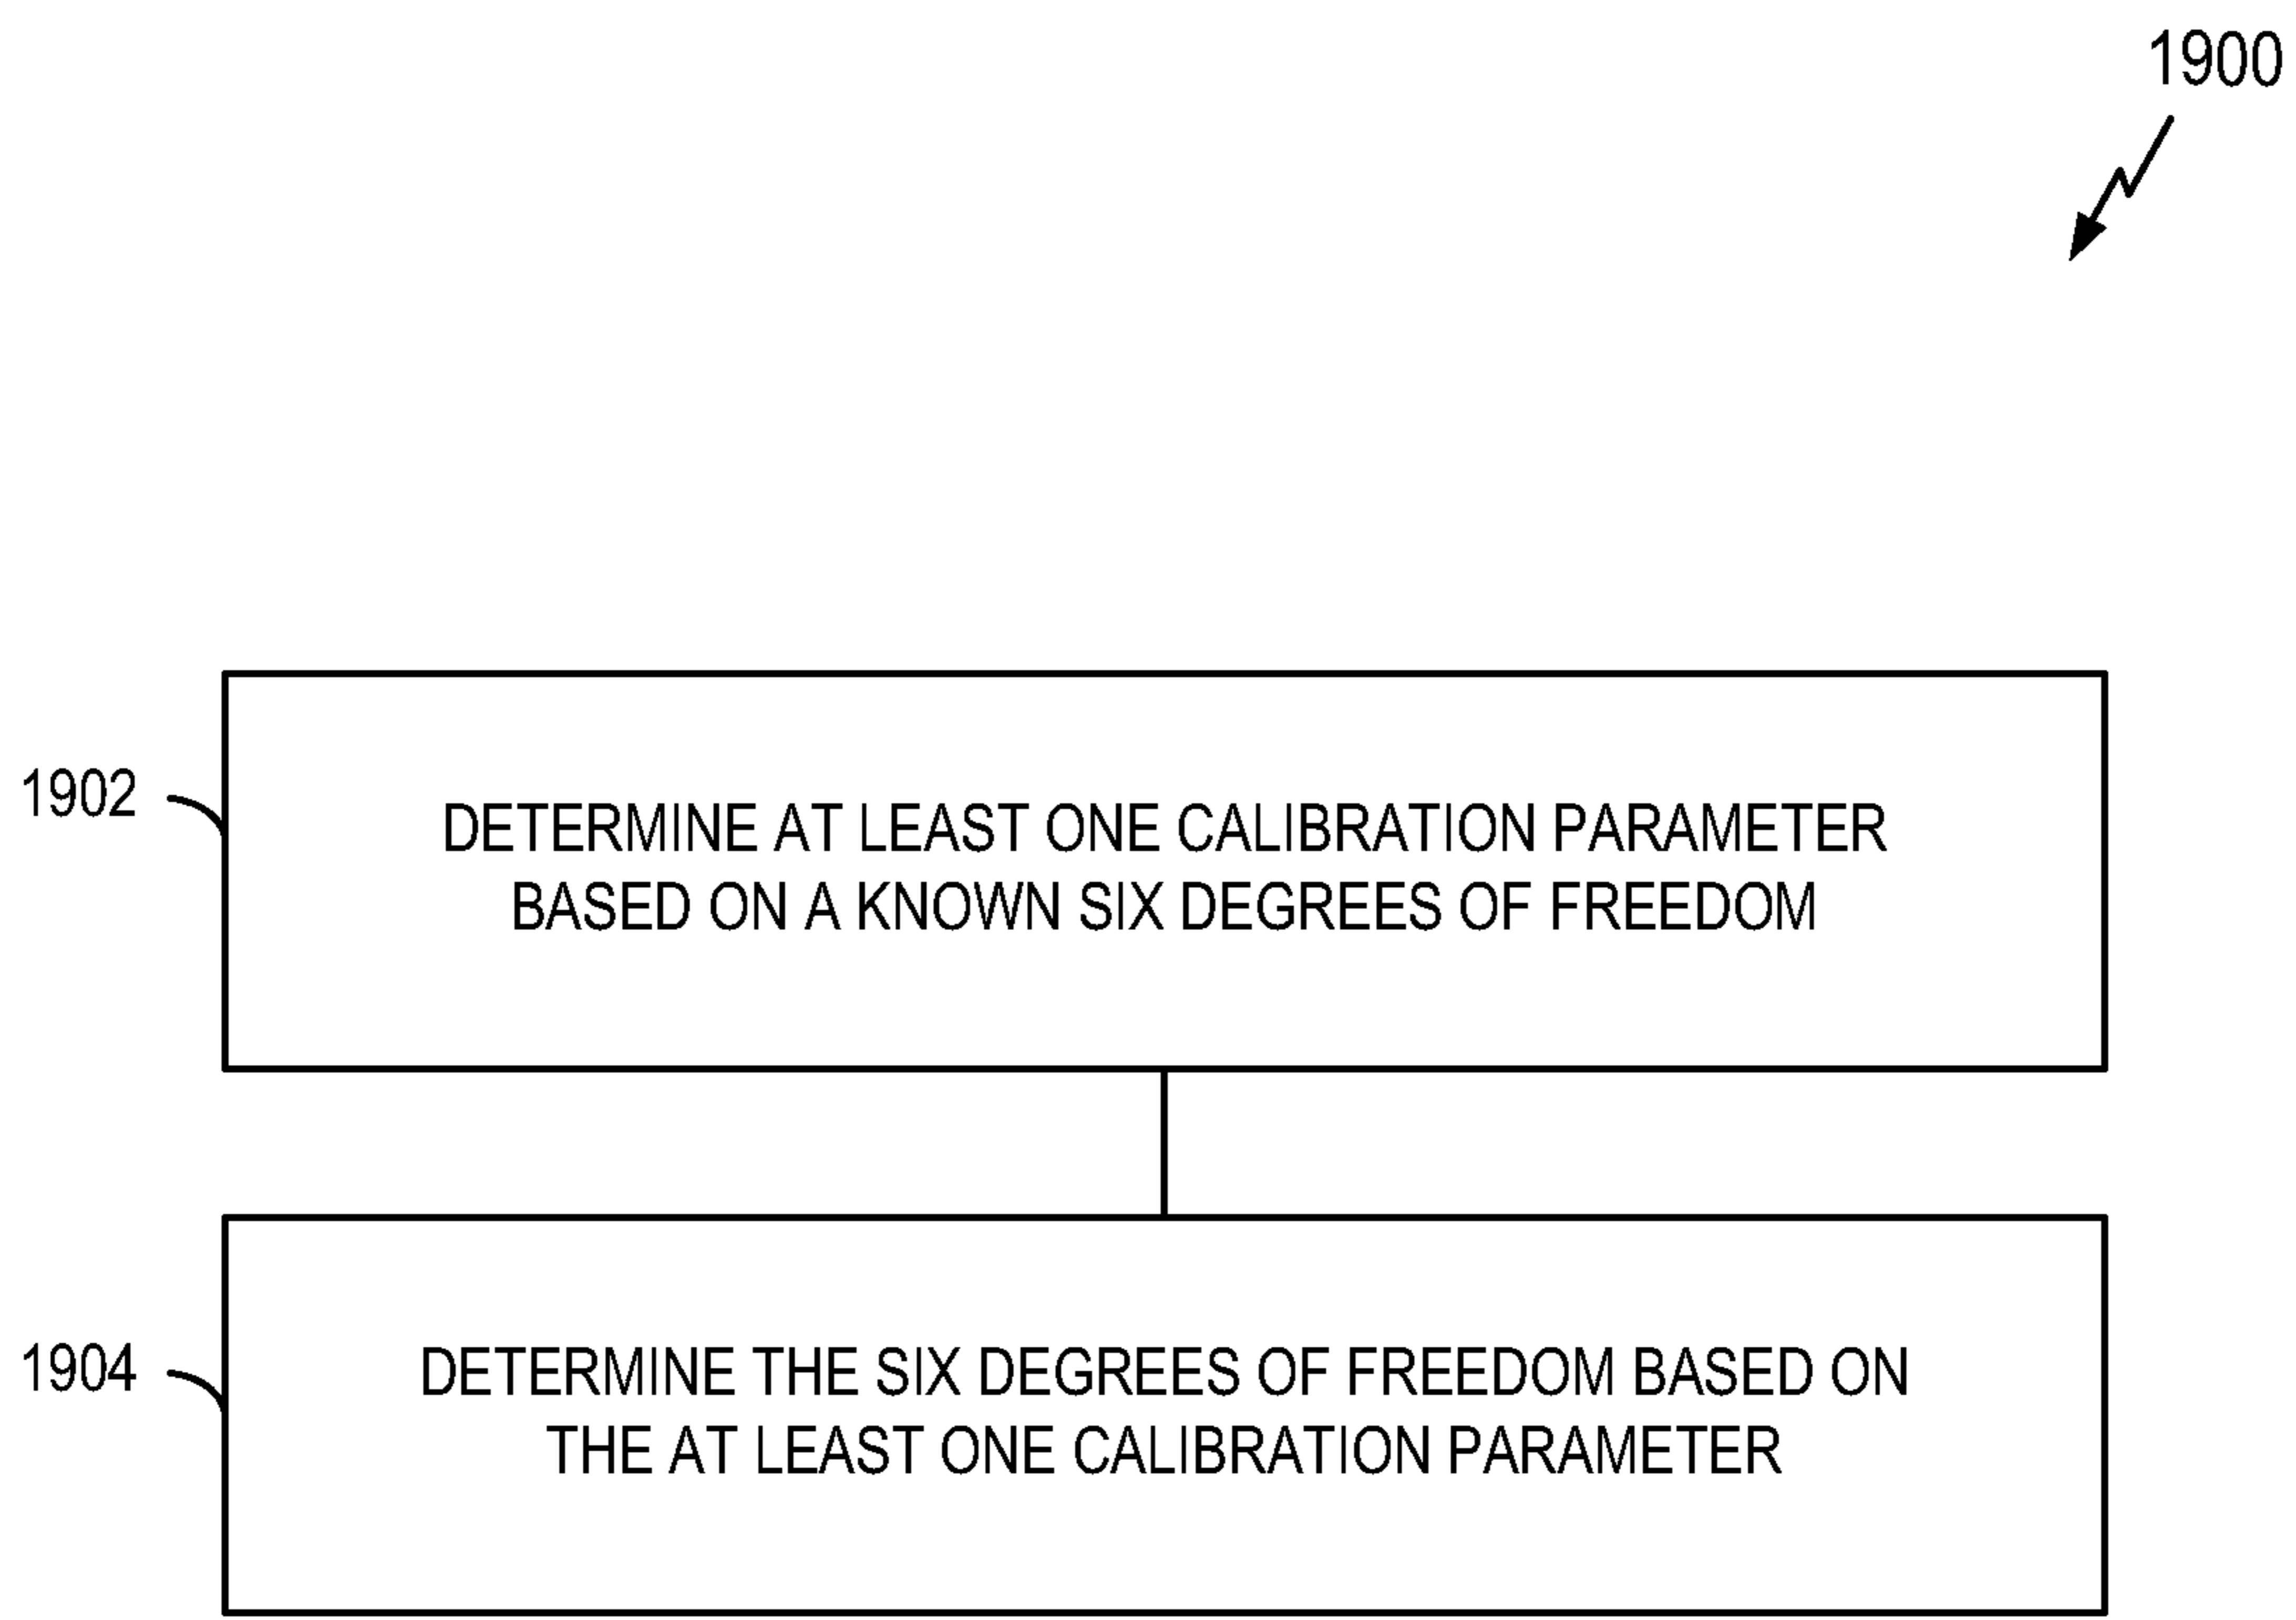 1900
1902
DETERMINE AT LEAST ONE CALIBRATION PARAMETER
BASED ON A KNOWN SIX DEGREES OF FREEDOM
1904
DETERMINE THE SIX DEGREES OF FREEDOM BASED ON
THE AT LEAST ONE CALIBRATION PARAMETER